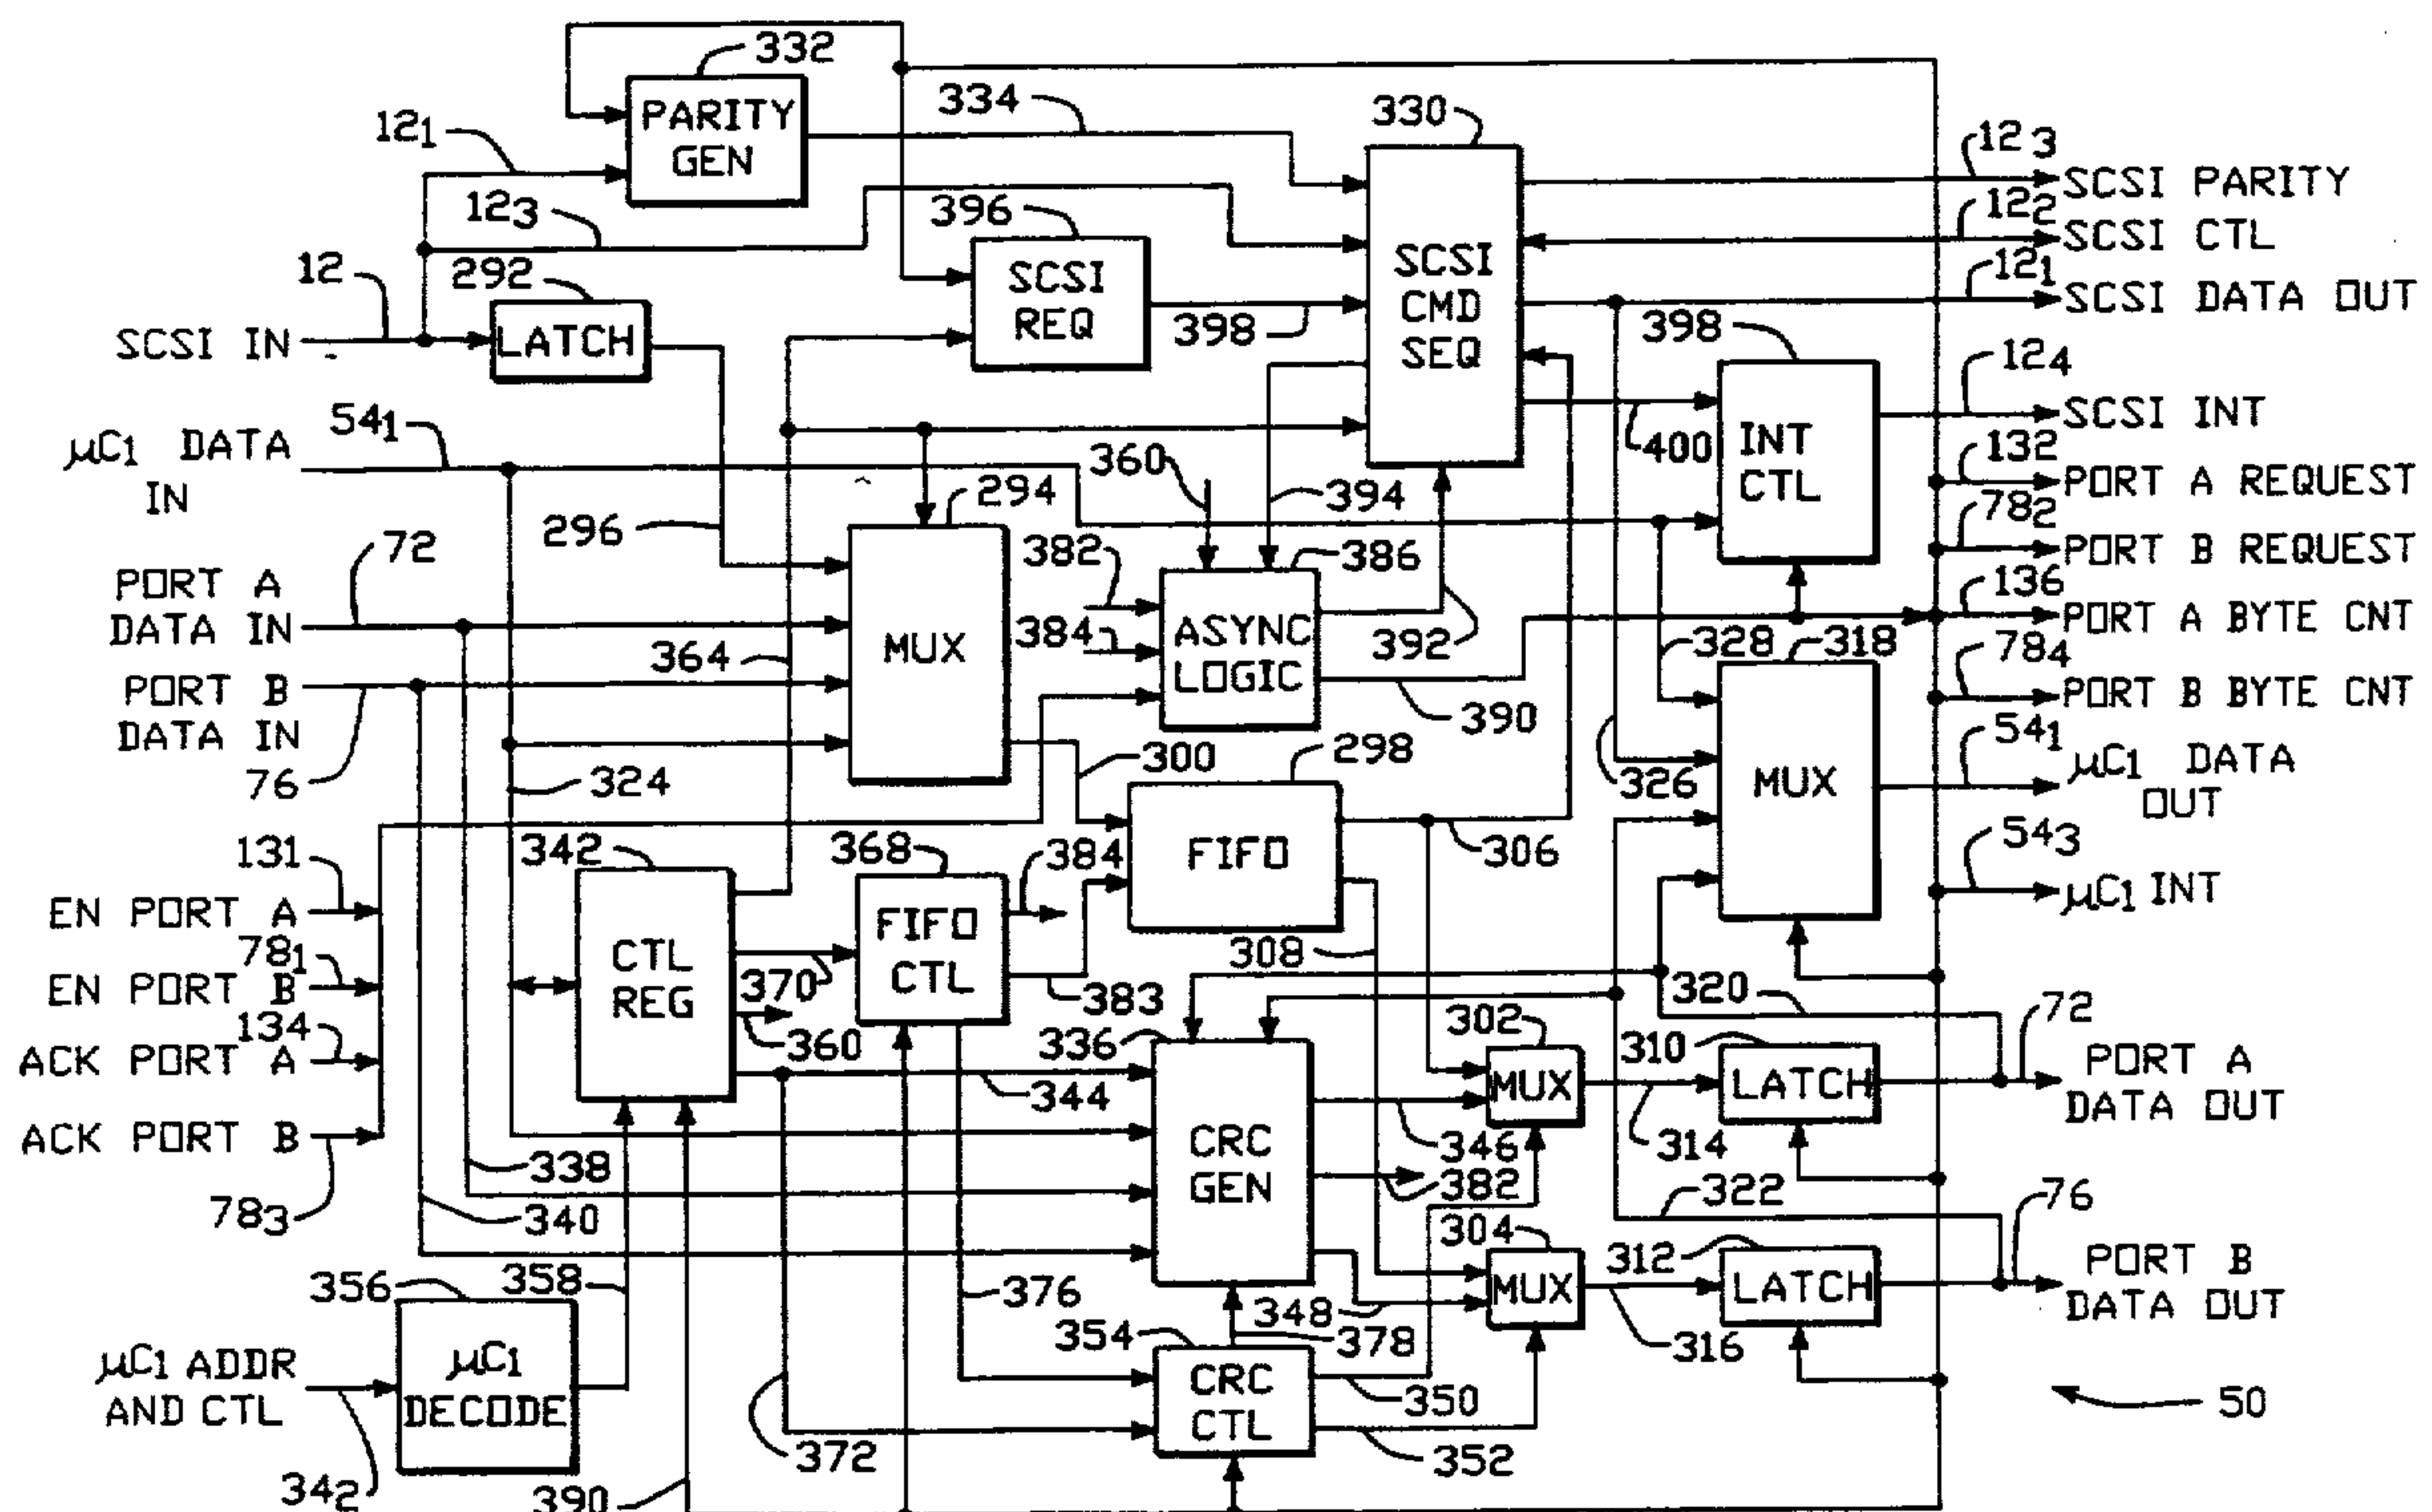 332
PARITY
GEN
334
330
12₁
12₃
12₃
SCSI PARITY
12₂
SCSI CTL
12₁
SCSI DATA OUT
12
SCSI IN
292
LATCH
396
SCSI
REQ
398
SCSI
CMD
SEQ
398
INT
CTL
12₄
SCSI INT
54₁
μC1 DATA
IN
400
132
PORT A REQUEST
78₂
PORT B REQUEST
136
PORT A BYTE CNT
78₄
PORT B BYTE CNT
296
294
MUX
360
394
382
384
386
ASYNC
LOGIC
392
390
328
318
MUX
326
54₁
μC1 DATA
OUT
54₃
μC1 INT
72
PORT A
DATA IN
PORT B
DATA IN
76
364
324
300
298
FIFO
306
308
131
EN PORT A
78₁
EN PORT B
134
ACK PORT A
ACK PORT B
78₃
342
CTL
REG
370
360
368
FIFO
CTL
384
383
344
336
CRC
GEN
338
340
346
382
348
302
MUX
314
310
LATCH
320
72
PORT A
DATA OUT
322
304
MUX
316
312
LATCH
76
PORT B
DATA OUT
356
μC1
DECODE
358
μC1 ADDR
AND CTL
34₂
390
372
376
354
CRC
CTL
378
350
352
50